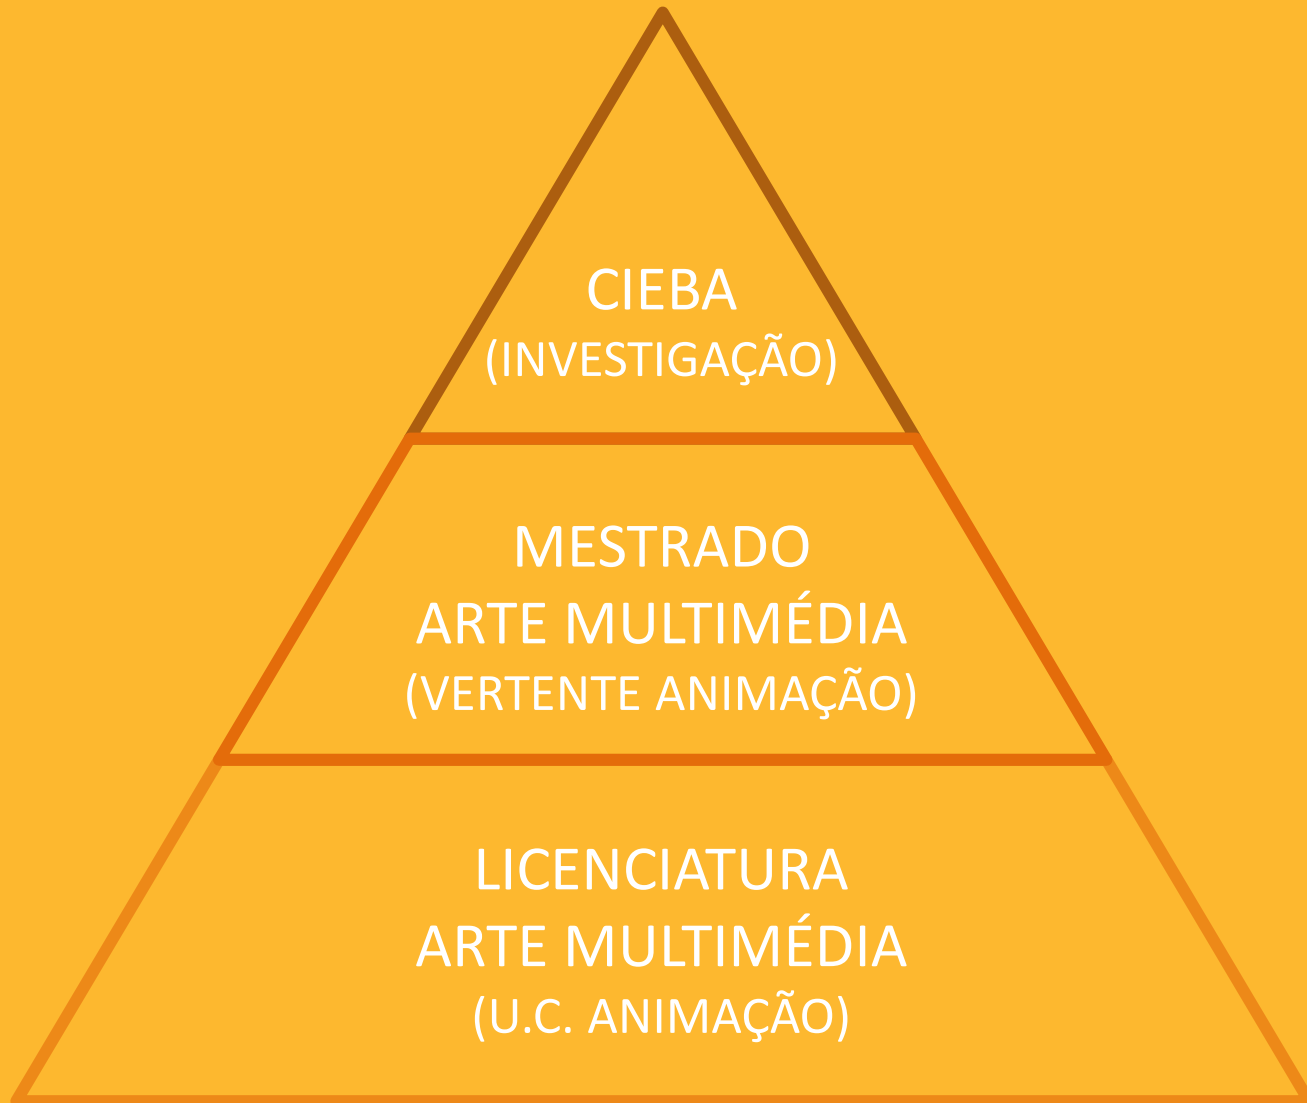 CIEBA
(INVESTIGAÇÃO)
MESTRADO
ARTE MULTIMÉDIA
(VERTENTE ANIMAÇÃO)
LICENCIATURA
ARTE MULTIMÉDIA
(U.C. ANIMAÇÃO)